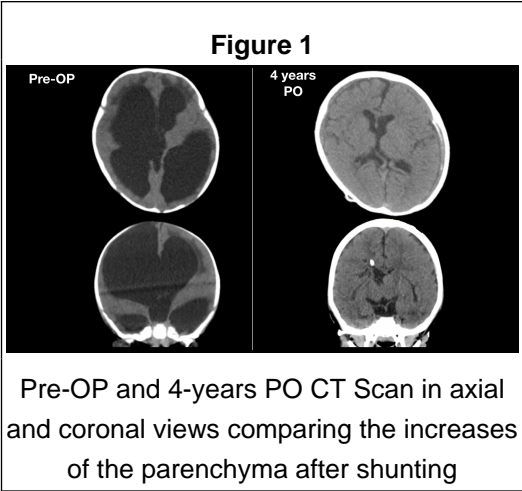 Figure 1
Pre-OP
4 years
PO
Pre-OP and 4-years PO CT Scan in axial
and coronal views comparing the increases
of the parenchyma after shunting